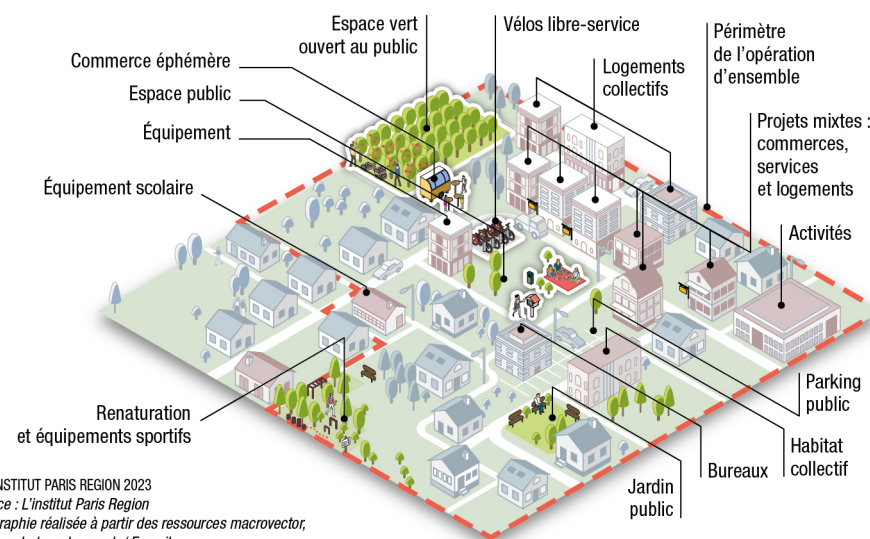 Espace vert
ouvert au public
Vélos libre-service
Périmètre
de l'opération
d'ensemble
Commerce éphémère
Logements
collectifs
Espace public
Projets mixtes :
commerces,
services
et logements
Équipement
Équipement scolaire
Activités
Renaturation
et équipements sportifs
Parking
public
Habitat
collectif
Bureaux
Jardin
public
NSTITUT PARIS REGION 2023
ce : L'institut Paris Region
raphie réalisée à partir des ressources macrovector,